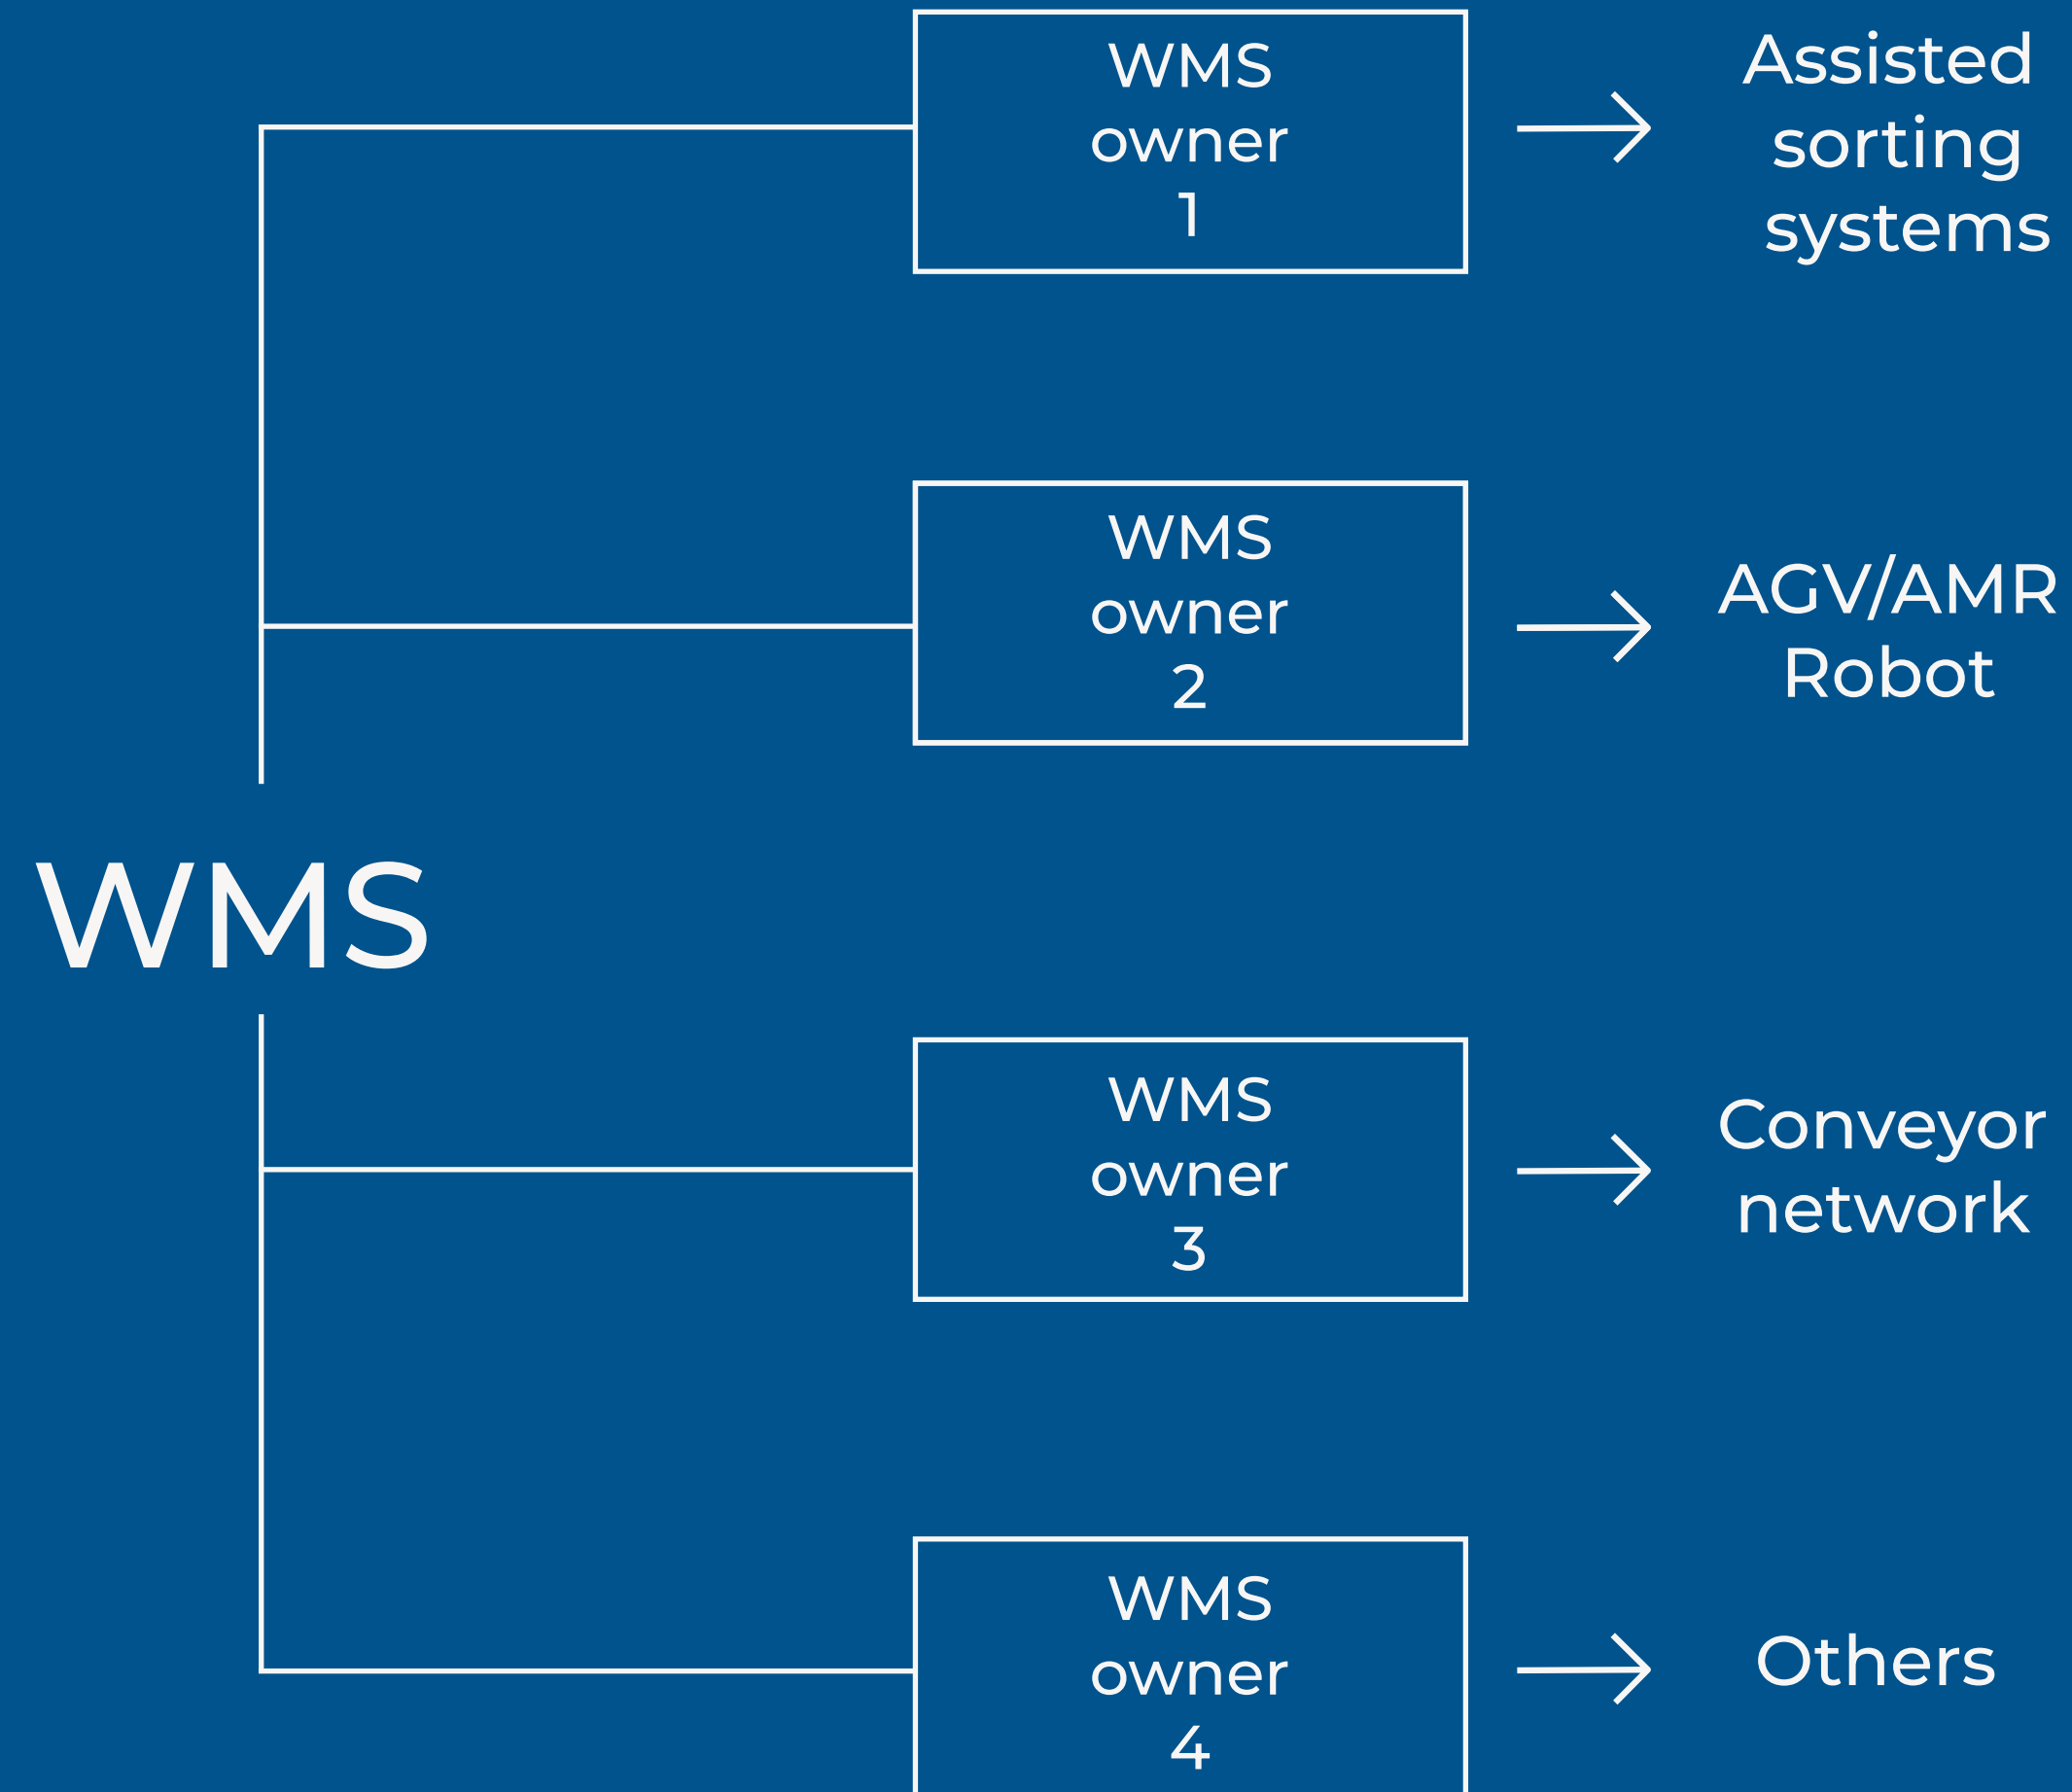 WMS
owner
1
Assisted
sorting
systems
WMS
owner
2
AGV/AMR
Robot
WMS
WMS
owner
3
Conveyor
network
WMS
owner
4
Others